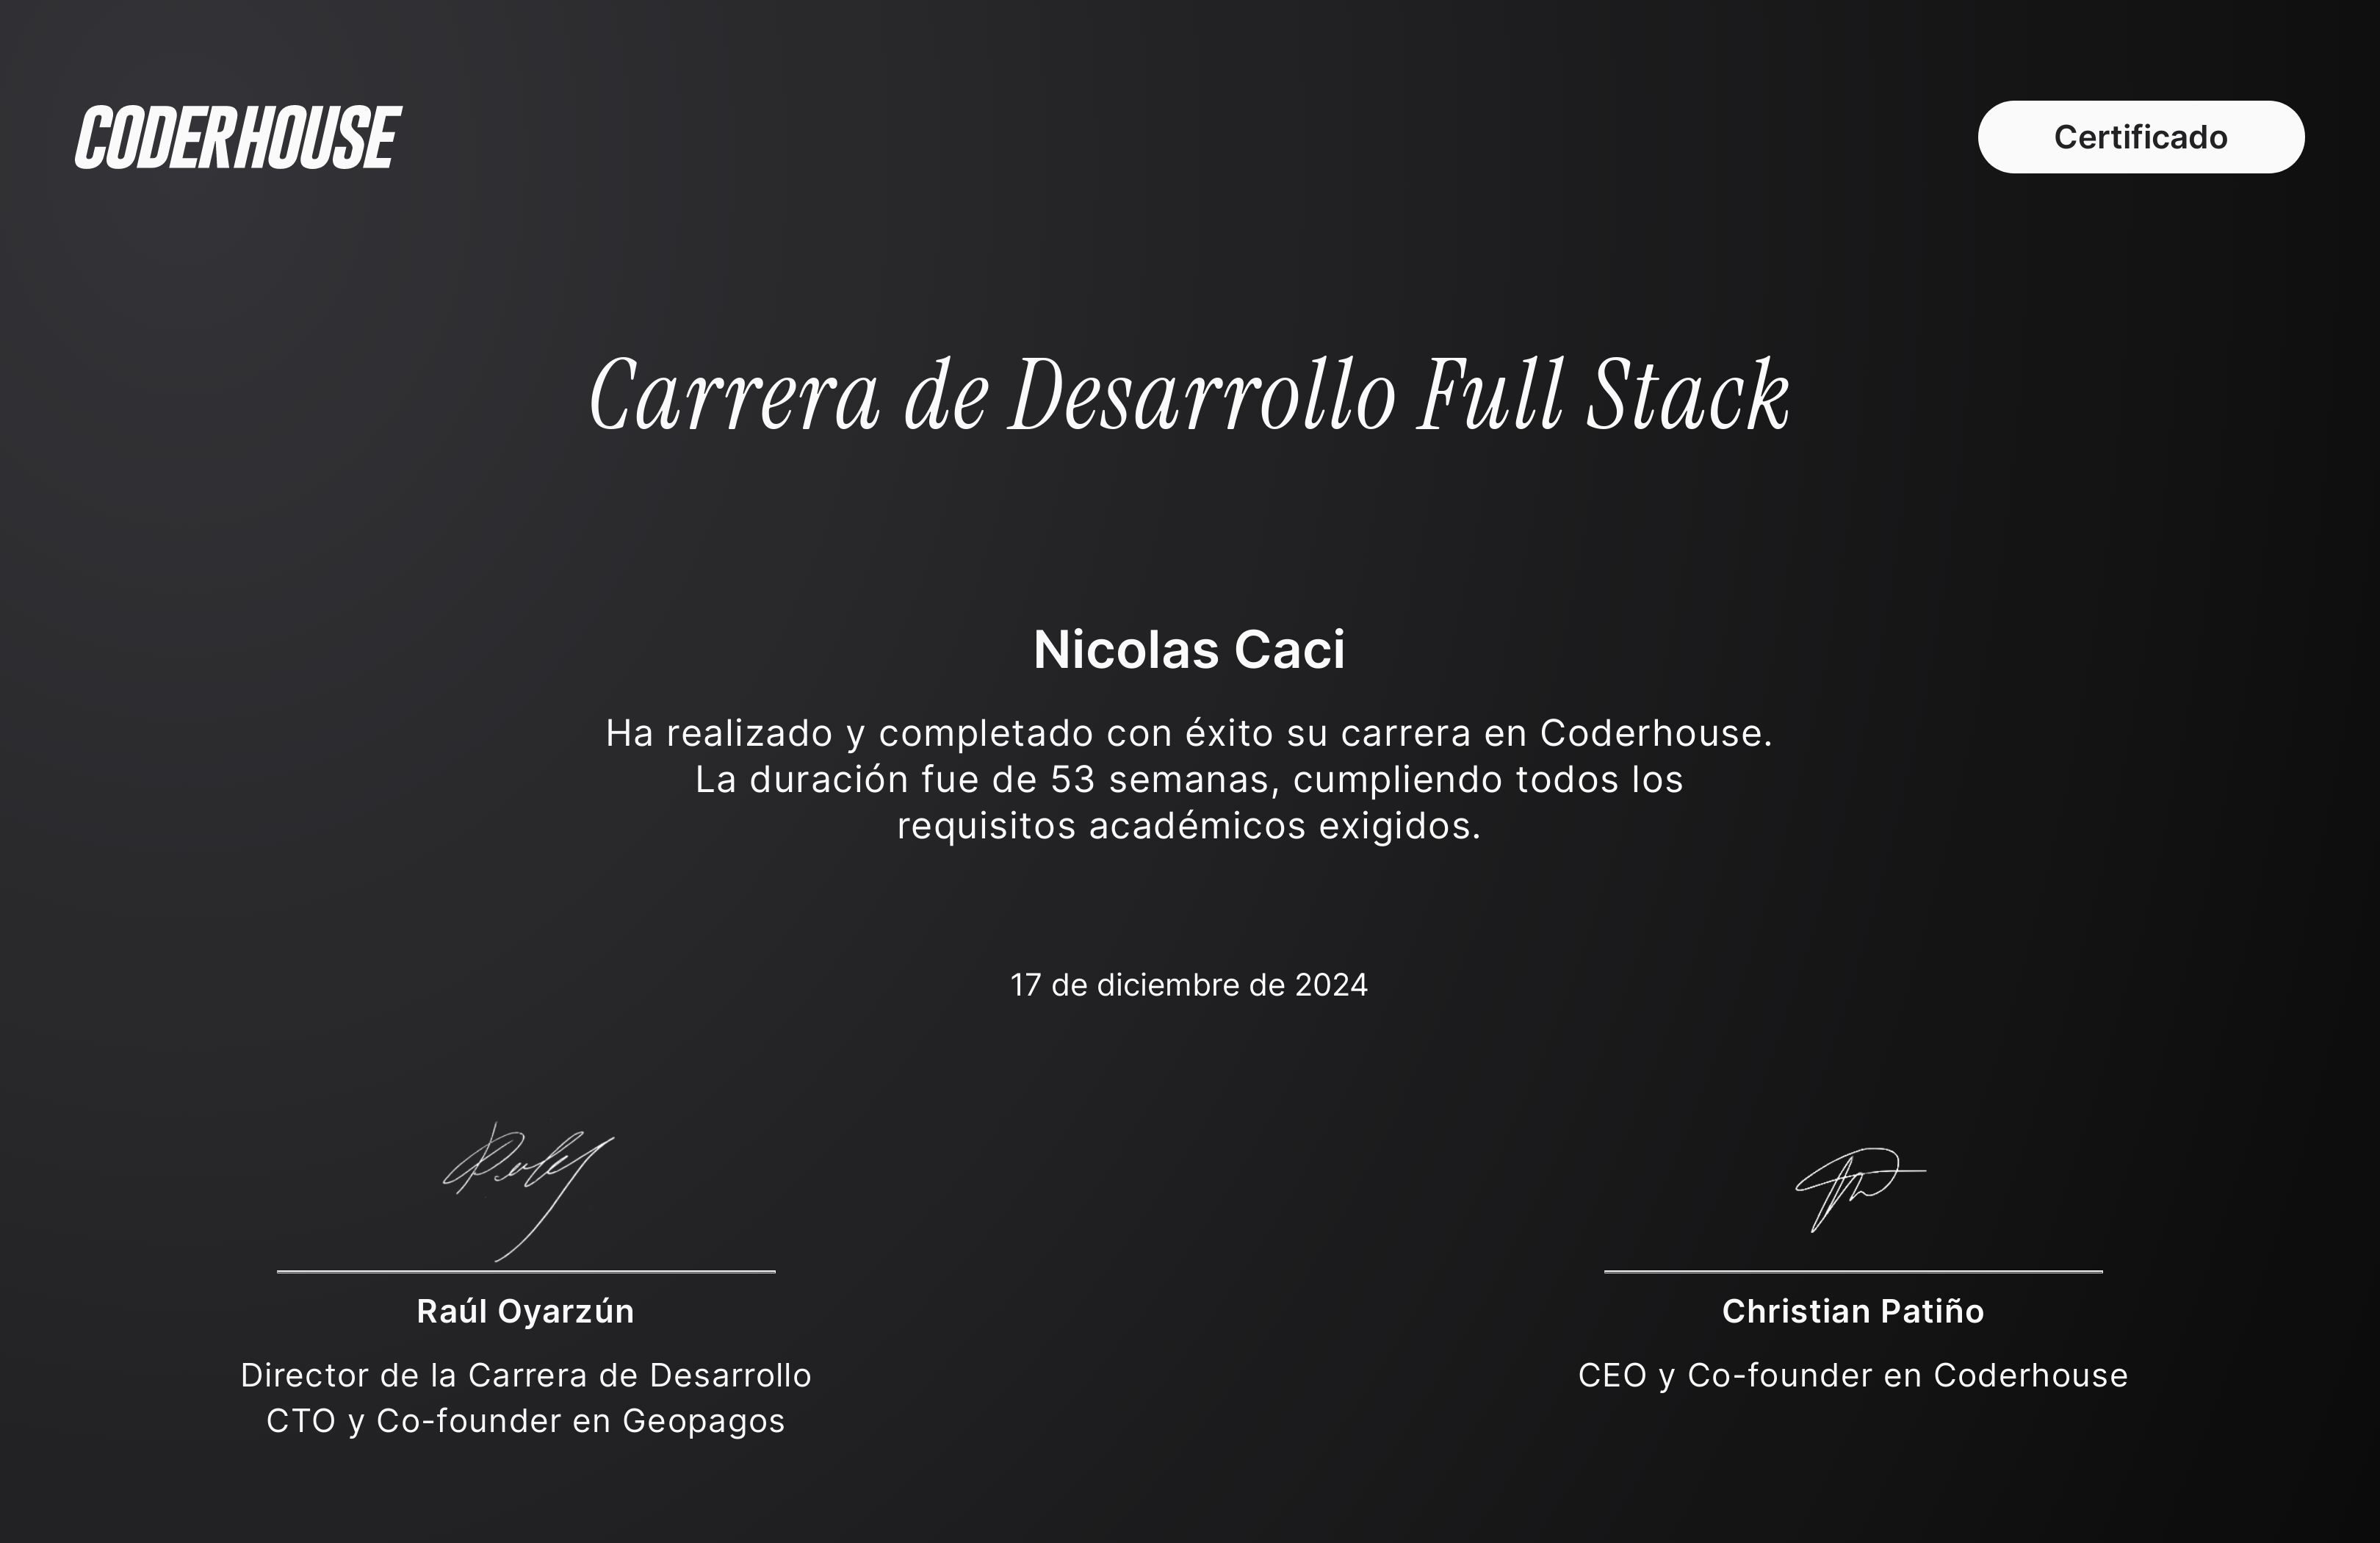 CODERHOUSE
Certificado
Carrera de Desarrollo Full Stack
Nicolas Caci
Ha realizado y completado con éxito su carrera en Coderhouse.
La duración fue de 53 semanas, cumpliendo todos los
requisitos académicos exigidos.
17 de diciembre de 2024
Raúl Oyarzún
Director de la Carrera de Desarrollo
CTO y Co-founder en Geopagos
Christian Patiño
CEO y Co-founder en Coderhouse